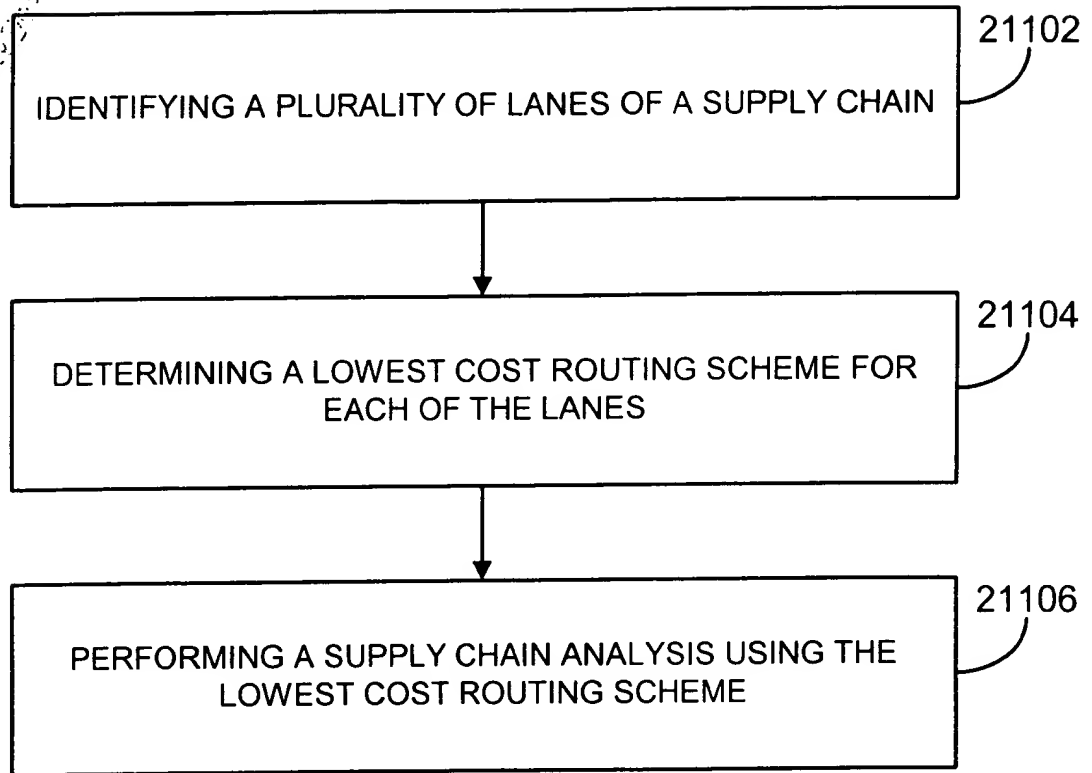 21102
IDENTIFYING A PLURALITY OF LANES OF A SUPPLY CHAIN
21104
DETERMINING A LOWEST COST ROUTING SCHEME FOR
EACH OF THE LANES
21106
PERFORMING A SUPPLY CHAIN ANALYSIS USING THE
LOWEST COST ROUTING SCHEME